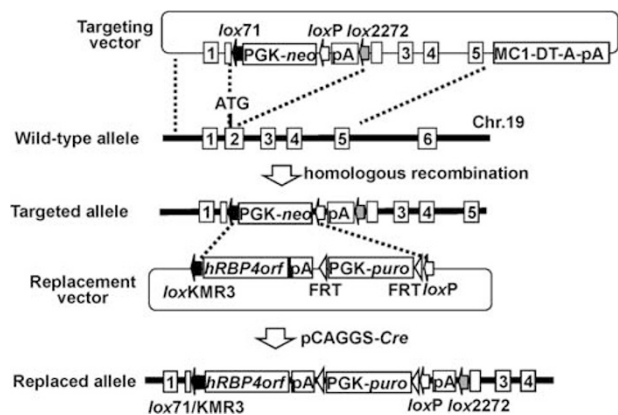 Targeting vector
lox71 loxP lox2272
1 PGK-neo pA 3 4 5 MC1-DT-A-pA
ATG
Wild-type allele
1 2 3 4 5 6
Chr.19
homologous recombination
Targeted allele
1 PGK-neo pA 3 4 5
Replacement vector
hRBP4orf pA PGK-puro
loxKMR3 FRT FRT loxP
pCAGGS-Cre
Replaced allele
1 hRBP4orf pA PGK-puro pA 3 4
lox71/KMR3 loxP lox2272